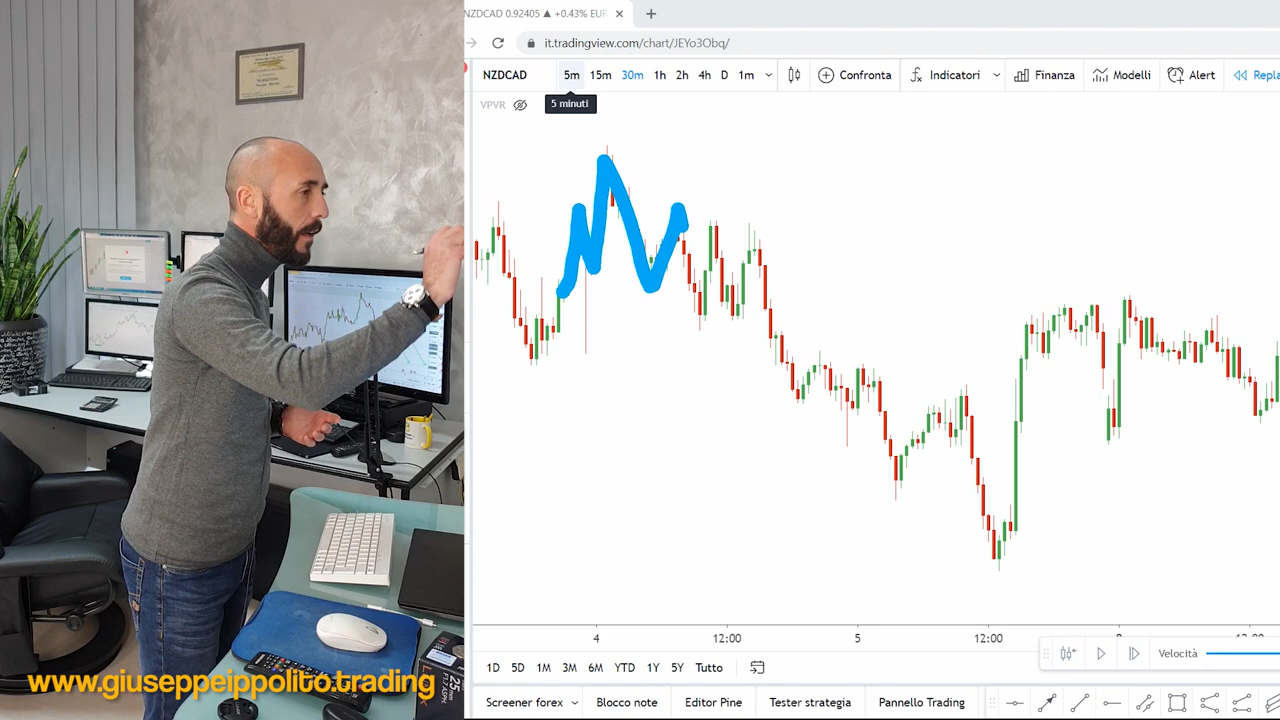 NZDCAD 0.92405 ▲ +0.43% EUR
it.tradingview.com/chart/JEYo3Obq/
NZDCAD 5m 15m 30m 1h 2h 4h D 1m Confronta Indicatori Finanza Alert
VPVR
5 minuti
4 12:00 5 12:00
Velocità
1D 5D 1M 3M 6M YTD 1Y 5Y Tutto
Screener forex Blocco note Editor Pine Tester strategia Pannello Trading
www.giuseppeippolito.trading
25